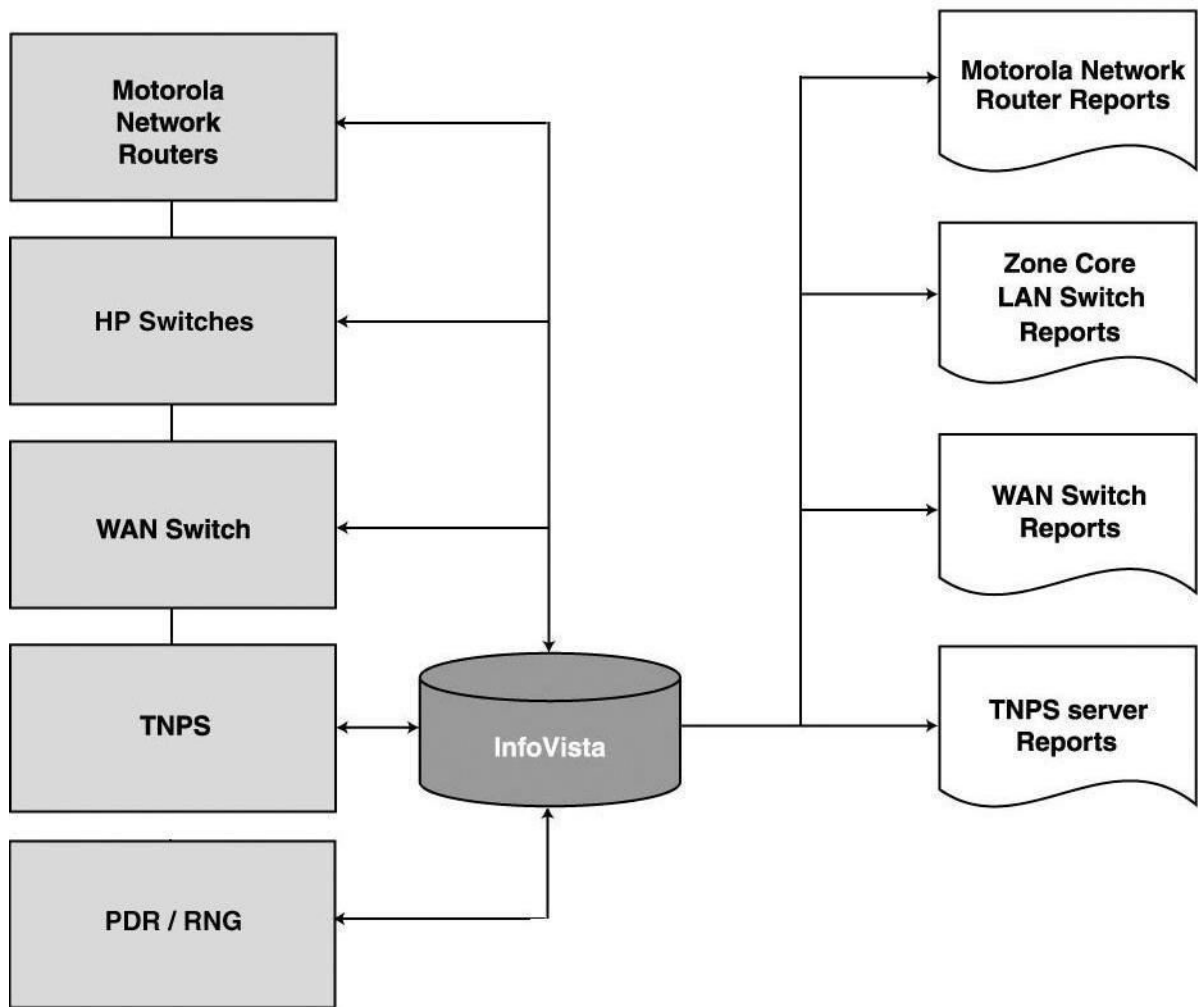 Motorola
Network
Routers
HP Switches
WAN Switch
TNPS
PDR / RNG
InfoVista
Motorola Network
Router Reports
Zone Core
LAN Switch
Reports
WAN Switch
Reports
TNPS server
Reports